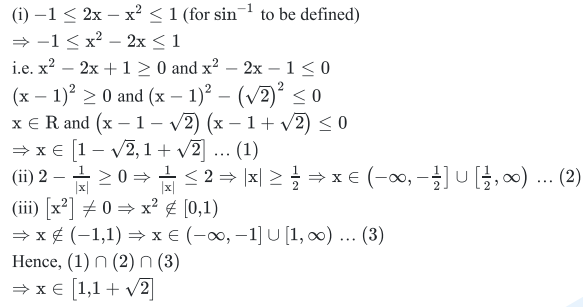 (i) −1 ≤ 2x − x² ≤ 1 (for sin⁻¹ to be defined)
⇒ −1 ≤ x² − 2x ≤ 1
i.e. x² − 2x + 1 ≥ 0 and x² − 2x − 1 ≤ 0
(x − 1)² ≥ 0 and (x − 1)² − (√2)² ≤ 0
x ∈ R and (x − 1 − √2) (x − 1 + √2) ≤ 0
⇒ x ∈ [1 − √2, 1 + √2] … (1)
(ii) 2 − 1/|x| ≥ 0 ⇒ 1/|x| ≤ 2 ⇒ |x| ≥ 1/2 ⇒ x ∈ (−∞, −1/2] ∪ [1/2, ∞) … (2)
(iii) [x²] ≠ 0 ⇒ x² ∉ [0,1)
⇒ x ∉ (−1,1) ⇒ x ∈ (−∞, −1] ∪ [1, ∞) … (3)
Hence, (1) ∩ (2) ∩ (3)
⇒ x ∈ [1,1 + √2]